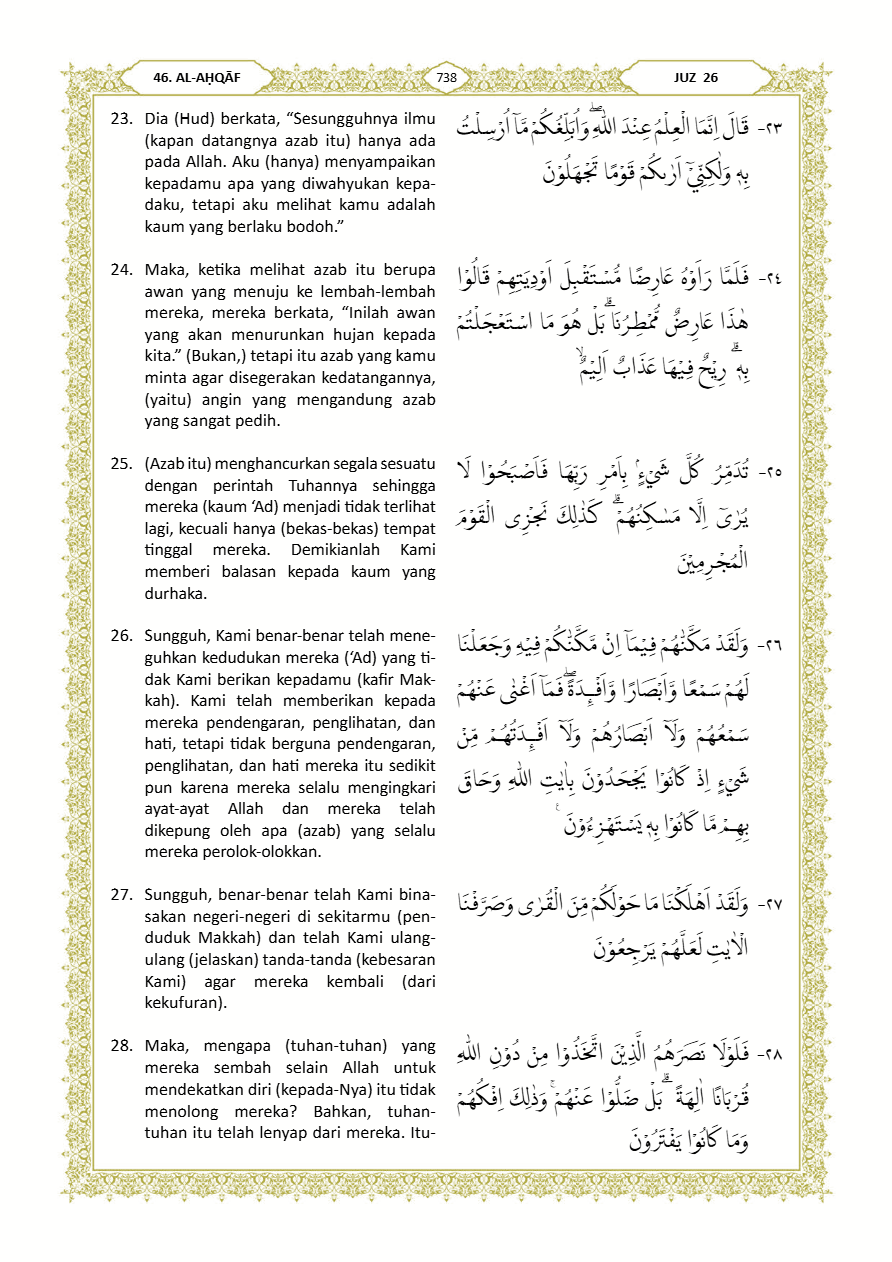 46. AL-AḤQĀF
738
JUZ 26
23. Dia (Hud) berkata, “Sesungguhnya ilmu
(kapan datangnya azab itu) hanya ada
pada Allah. Aku (hanya) menyampaikan
kepadamu apa yang diwahyukan kepa-
daku, tetapi aku melihat kamu adalah
kaum yang berlaku bodoh.”
٢٣- قَالَ اِنَّمَا الْعِلْمُ عِنْدَ اللّٰهِ ۖوَاُبَلِّغُكُمْ مَّآ اُرْسِلْتُ
بِهٖ وَلٰكِنِّيْٓ اَرٰىكُمْ قَوْمًا تَجْهَلُوْنَ
24. Maka, ketika melihat azab itu berupa
awan yang menuju ke lembah-lembah
mereka, mereka berkata, “Inilah awan
yang akan menurunkan hujan kepada
kita.” (Bukan,) tetapi itu azab yang kamu
minta agar disegerakan kedatangannya,
(yaitu) angin yang mengandung azab
yang sangat pedih.
٢٤- فَلَمَّا رَاَوْهُ عَارِضًا مُّسْتَقْبِلَ اَوْدِيَتِهِمْ قَالُوْا
هٰذَا عَارِضٌ مُّمْطِرُنَا ۗبَلْ هُوَ مَا اسْتَعْجَلْتُمْ
بِهٖ ۗرِيْحٌ فِيْهَا عَذَابٌ اَلِيْمٌۙ
25. (Azab itu) menghancurkan segala sesuatu
dengan perintah Tuhannya sehingga
mereka (kaum ‘Ad) menjadi tidak terlihat
lagi, kecuali hanya (bekas-bekas) tempat
tinggal mereka. Demikianlah Kami
memberi balasan kepada kaum yang
durhaka.
٢٥- تُدَمِّرُ كُلَّ شَيْءٍۢ بِاَمْرِ رَبِّهَا فَاَصْبَحُوْا لَا
يُرٰىٓ اِلَّا مَسٰكِنُهُمْۗ كَذٰلِكَ نَجْزِى الْقَوْمَ
الْمُجْرِمِيْنَ
26. Sungguh, Kami benar-benar telah mene-
guhkan kedudukan mereka (‘Ad) yang ti-
dak Kami berikan kepadamu (kafir Mak-
kah). Kami telah memberikan kepada
mereka pendengaran, penglihatan, dan
hati, tetapi tidak berguna pendengaran,
penglihatan, dan hati mereka itu sedikit
pun karena mereka selalu mengingkari
ayat-ayat Allah dan mereka telah
dikepung oleh apa (azab) yang selalu
mereka perolok-olokkan.
٢٦- وَلَقَدْ مَكَّنّٰهُمْ فِيْمَآ اِنْ مَّكَّنّٰكُمْ فِيْهِ وَجَعَلْنَا
لَهُمْ سَمْعًا وَّاَبْصَارًا وَّاَفْـِٕدَةً ۖفَمَآ اَغْنٰى عَنْهُمْ
سَمْعُهُمْ وَلَآ اَبْصَارُهُمْ وَلَآ اَفْـِٕدَتُهُمْ مِّنْ
شَيْءٍ اِذْ كَانُوْا يَجْحَدُوْنَ بِاٰيٰتِ اللّٰهِ وَحَاقَ
بِهِمْ مَّا كَانُوْا بِهٖ يَسْتَهْزِءُوْنَ ࣖ
27. Sungguh, benar-benar telah Kami bina-
sakan negeri-negeri di sekitarmu (pen-
duduk Makkah) dan telah Kami ulang-
ulang (jelaskan) tanda-tanda (kebesaran
Kami) agar mereka kembali (dari
kekufuran).
٢٧- وَلَقَدْ اَهْلَكْنَا مَا حَوْلَكُمْ مِّنَ الْقُرٰى وَصَرَّفْنَا
الْاٰيٰتِ لَعَلَّهُمْ يَرْجِعُوْنَ
28. Maka, mengapa (tuhan-tuhan) yang
mereka sembah selain Allah untuk
mendekatkan diri (kepada-Nya) itu tidak
menolong mereka? Bahkan, tuhan-
tuhan itu telah lenyap dari mereka. Itu-
٢٨- فَلَوْلَا نَصَرَهُمُ الَّذِيْنَ اتَّخَذُوْا مِنْ دُوْنِ اللّٰهِ
قُرْبَانًا اٰلِهَةً ۗبَلْ ضَلُّوْا عَنْهُمْۚ وَذٰلِكَ اِفْكُهُمْ
وَمَا كَانُوْا يَفْتَرُوْنَ